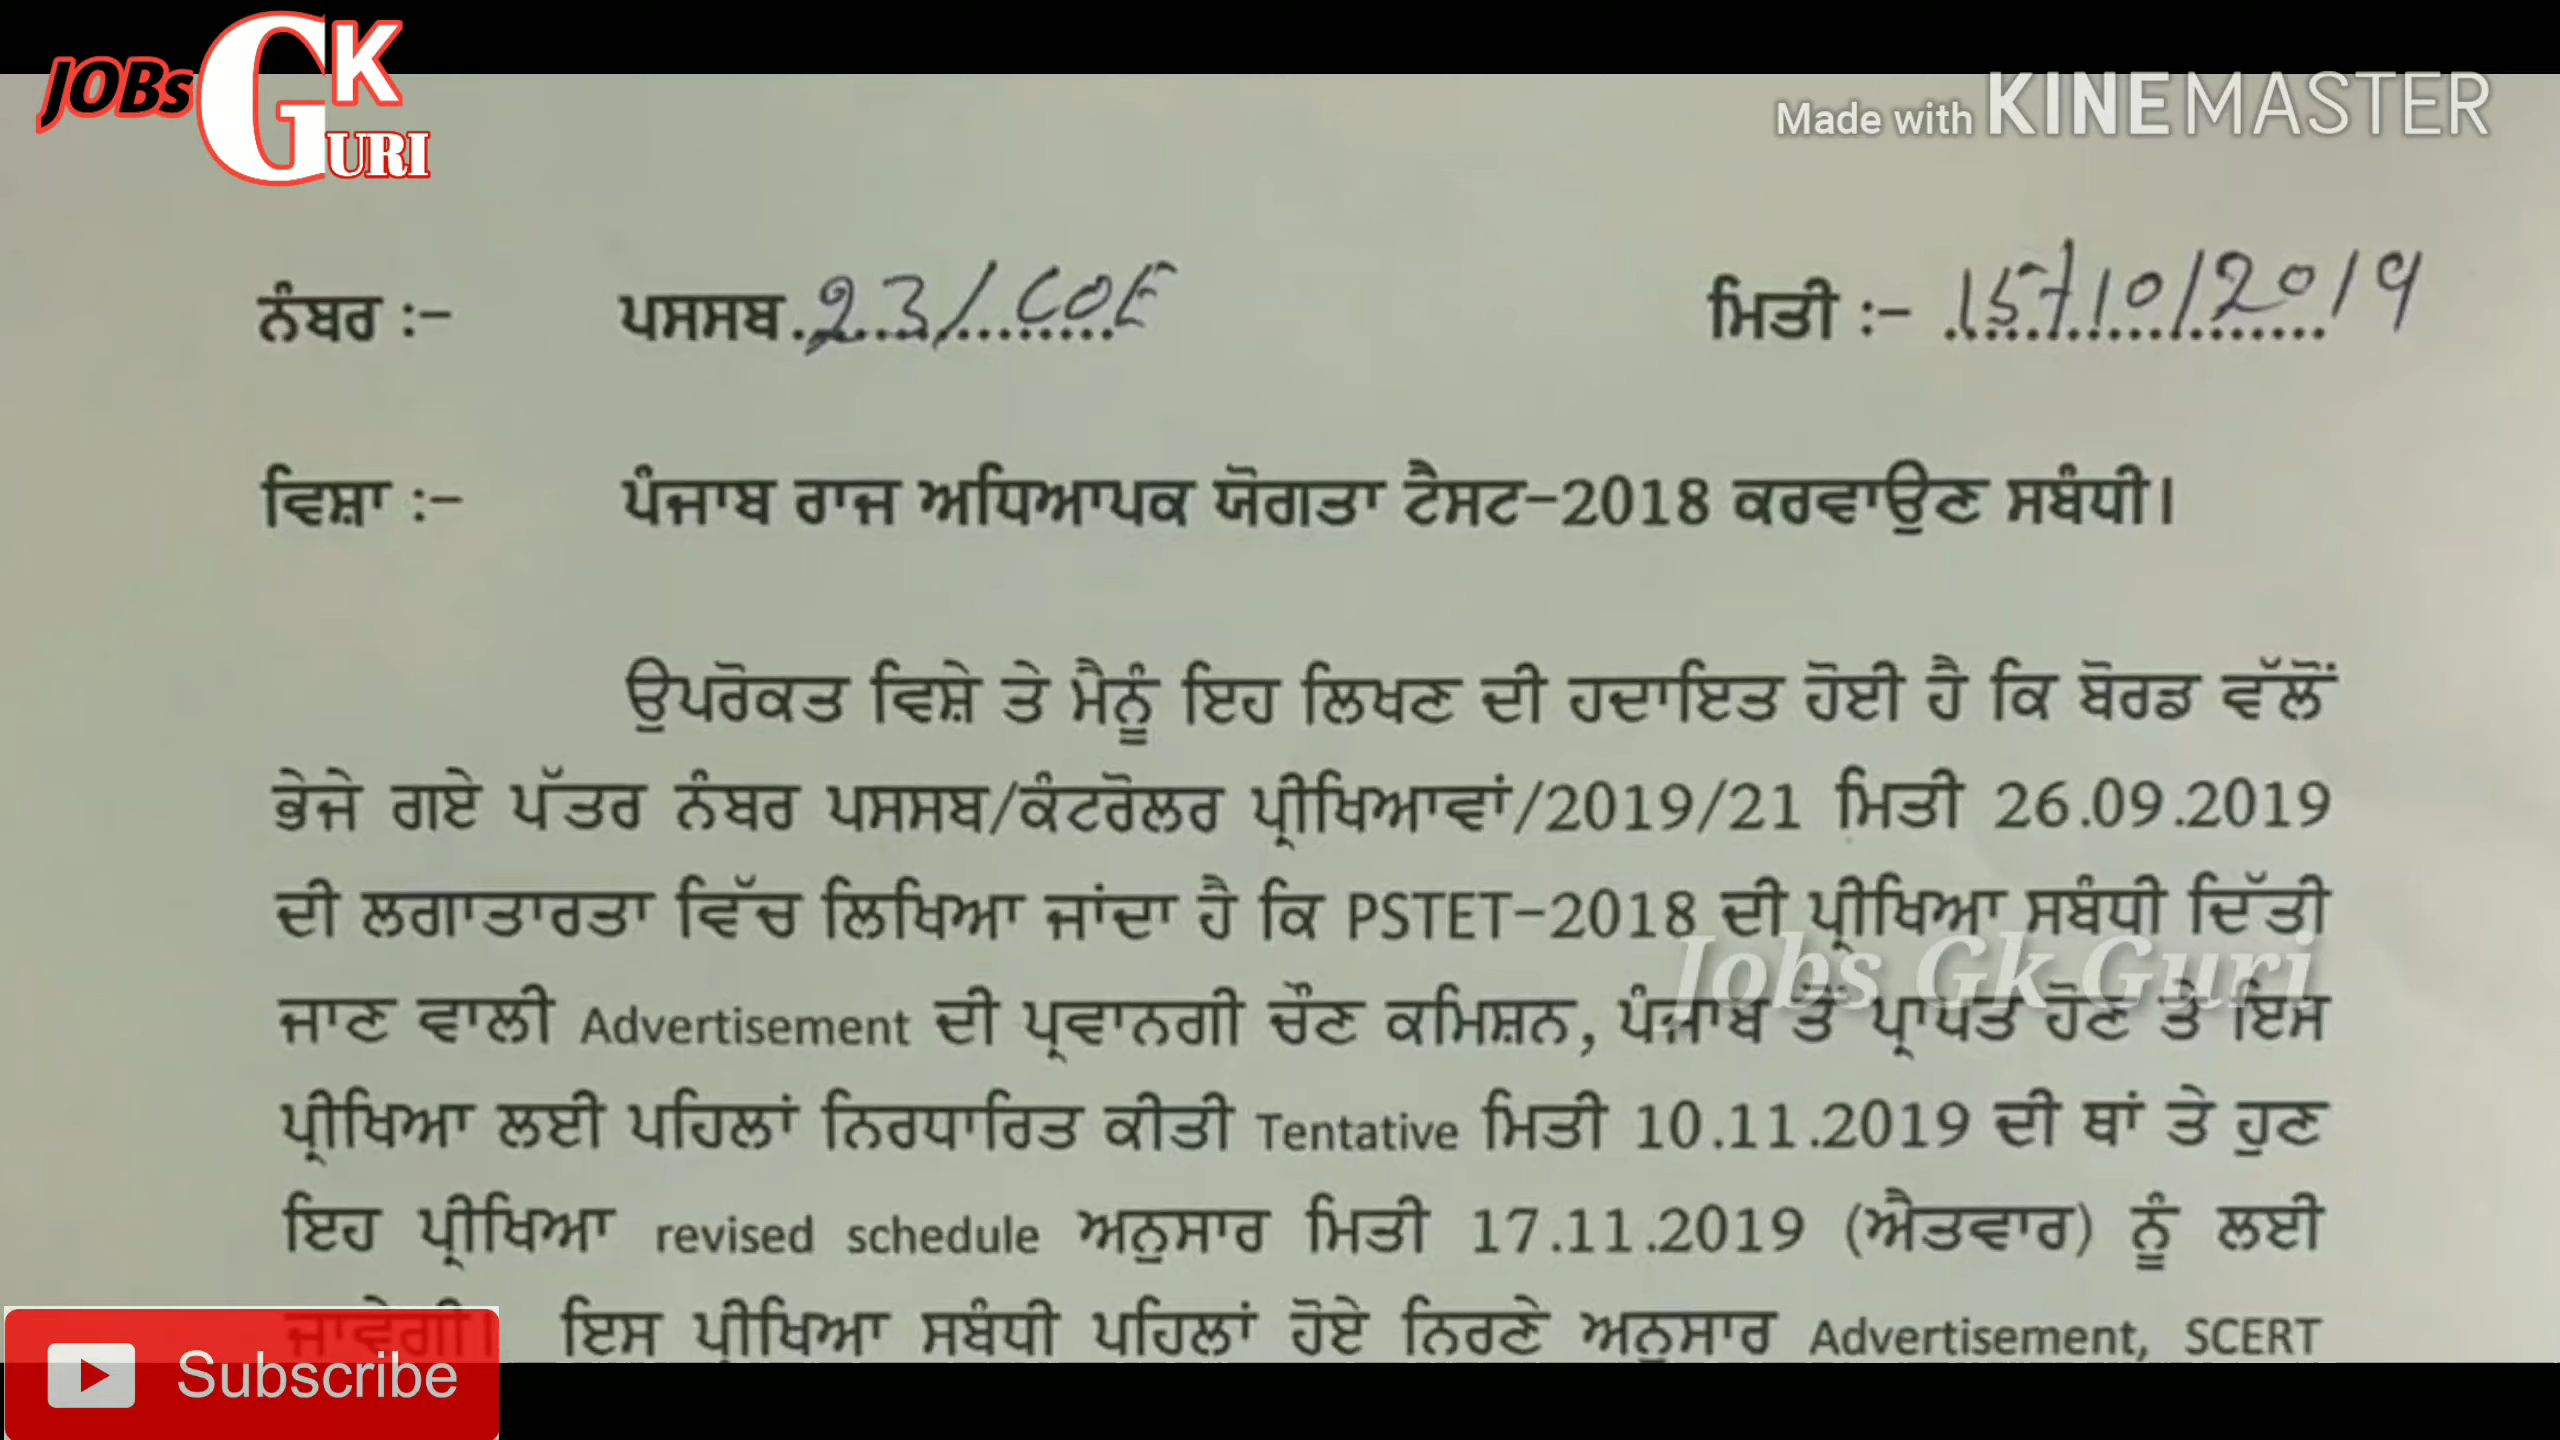 JOBs GK GURI
Made with KINEMASTER
ਨੰਬਰ :- ਪਸਸਬ 23/COE ਮਿਤੀ :- 15/10/2019
ਵਿਸ਼ਾ :- ਪੰਜਾਬ ਰਾਜ ਅਧਿਆਪਕ ਯੋਗਤਾ ਟੈਸਟ-2018 ਕਰਵਾਉਣ ਸਬੰਧੀ।
ਉਪਰੋਕਤ ਵਿਸ਼ੇ ਤੇ ਮੈਨੂੰ ਇਹ ਲਿਖਣ ਦੀ ਹਦਾਇਤ ਹੋਈ ਹੈ ਕਿ ਬੋਰਡ ਵੱਲੋਂ
ਭੇਜੇ ਗਏ ਪੱਤਰ ਨੰਬਰ ਪਸਸਬ/ਕੰਟਰੋਲਰ ਪ੍ਰੀਖਿਆਵਾਂ/2019/21 ਮਿਤੀ 26.09.2019
ਦੀ ਲਗਾਤਾਰਤਾ ਵਿੱਚ ਲਿਖਿਆ ਜਾਂਦਾ ਹੈ ਕਿ PSTET-2018 ਦੀ ਪ੍ਰੀਖਿਆ ਸਬੰਧੀ ਦਿੱਤੀ
Jobs Gk Guri
ਜਾਣ ਵਾਲੀ Advertisement ਦੀ ਪ੍ਰਵਾਨਗੀ ਚੋਣ ਕਮਿਸ਼ਨ, ਪੰਜਾਬ ਤੋਂ ਪ੍ਰਾਪਤ ਹੋਣ ਤੇ ਇਸ
ਪ੍ਰੀਖਿਆ ਲਈ ਪਹਿਲਾਂ ਨਿਰਧਾਰਿਤ ਕੀਤੀ Tentative ਮਿਤੀ 10.11.2019 ਦੀ ਥਾਂ ਤੇ ਹੁਣ
ਇਹ ਪ੍ਰੀਖਿਆ revised schedule ਅਨੁਸਾਰ ਮਿਤੀ 17.11.2019 (ਐਤਵਾਰ) ਨੂੰ ਲਈ
ਜਾਵੇਗੀ। ਇਸ ਪ੍ਰੀਖਿਆ ਸਬੰਧੀ ਪਹਿਲਾਂ ਹੋਏ ਨਿਰਣੇ ਅਨੁਸਾਰ Advertisement, SCERT
Subscribe